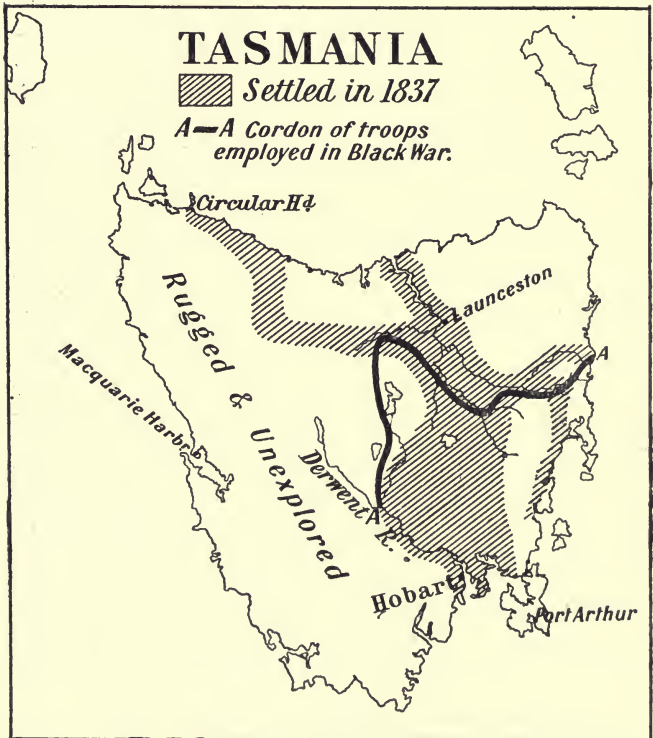 TASMANIA
Settled in 1837
A—A Cordon of troops
employed in Black War.
Circular Hd
Launceston
A
Rugged & Unexplored
Macquarie Harbr
Derwent R.
A
Hobart
Port Arthur